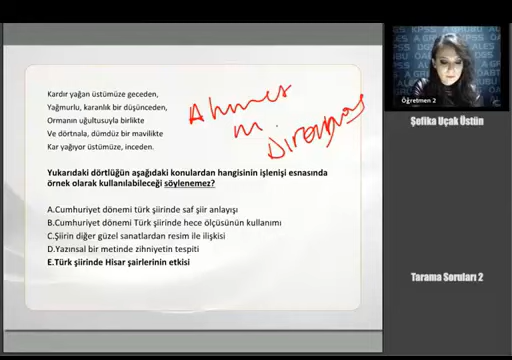 Kardır yağan üstümüze geceden,
Yağmurlu, karanlık bir düşünceden,
Ormanın uğultusuyla birlikte
Ve dörtnala, dümdüz bir mavilikte
Kar yağıyor üstümüze, inceden.
Ahmet
M.
Dıranas
Yukarıdaki dörtlüğün aşağıdaki konulardan hangisinin işlenişi esnasında
örnek olarak kullanılabileceği söylenemez?
A.Cumhuriyet dönemi türk şiirinde saf şiir anlayışı
B.Cumhuriyet dönemi Türk şiirinde hece ölçüsünün kullanımı
C.Şiirin diğer güzel sanatlardan resim ile ilişkisi
D.Yazınsal bir metinde zihniyetin tespiti
E.Türk şiirinde Hisar şairlerinin etkisi
Öğretmen 2
Şefika Uçak Üstün
Tarama Soruları 2